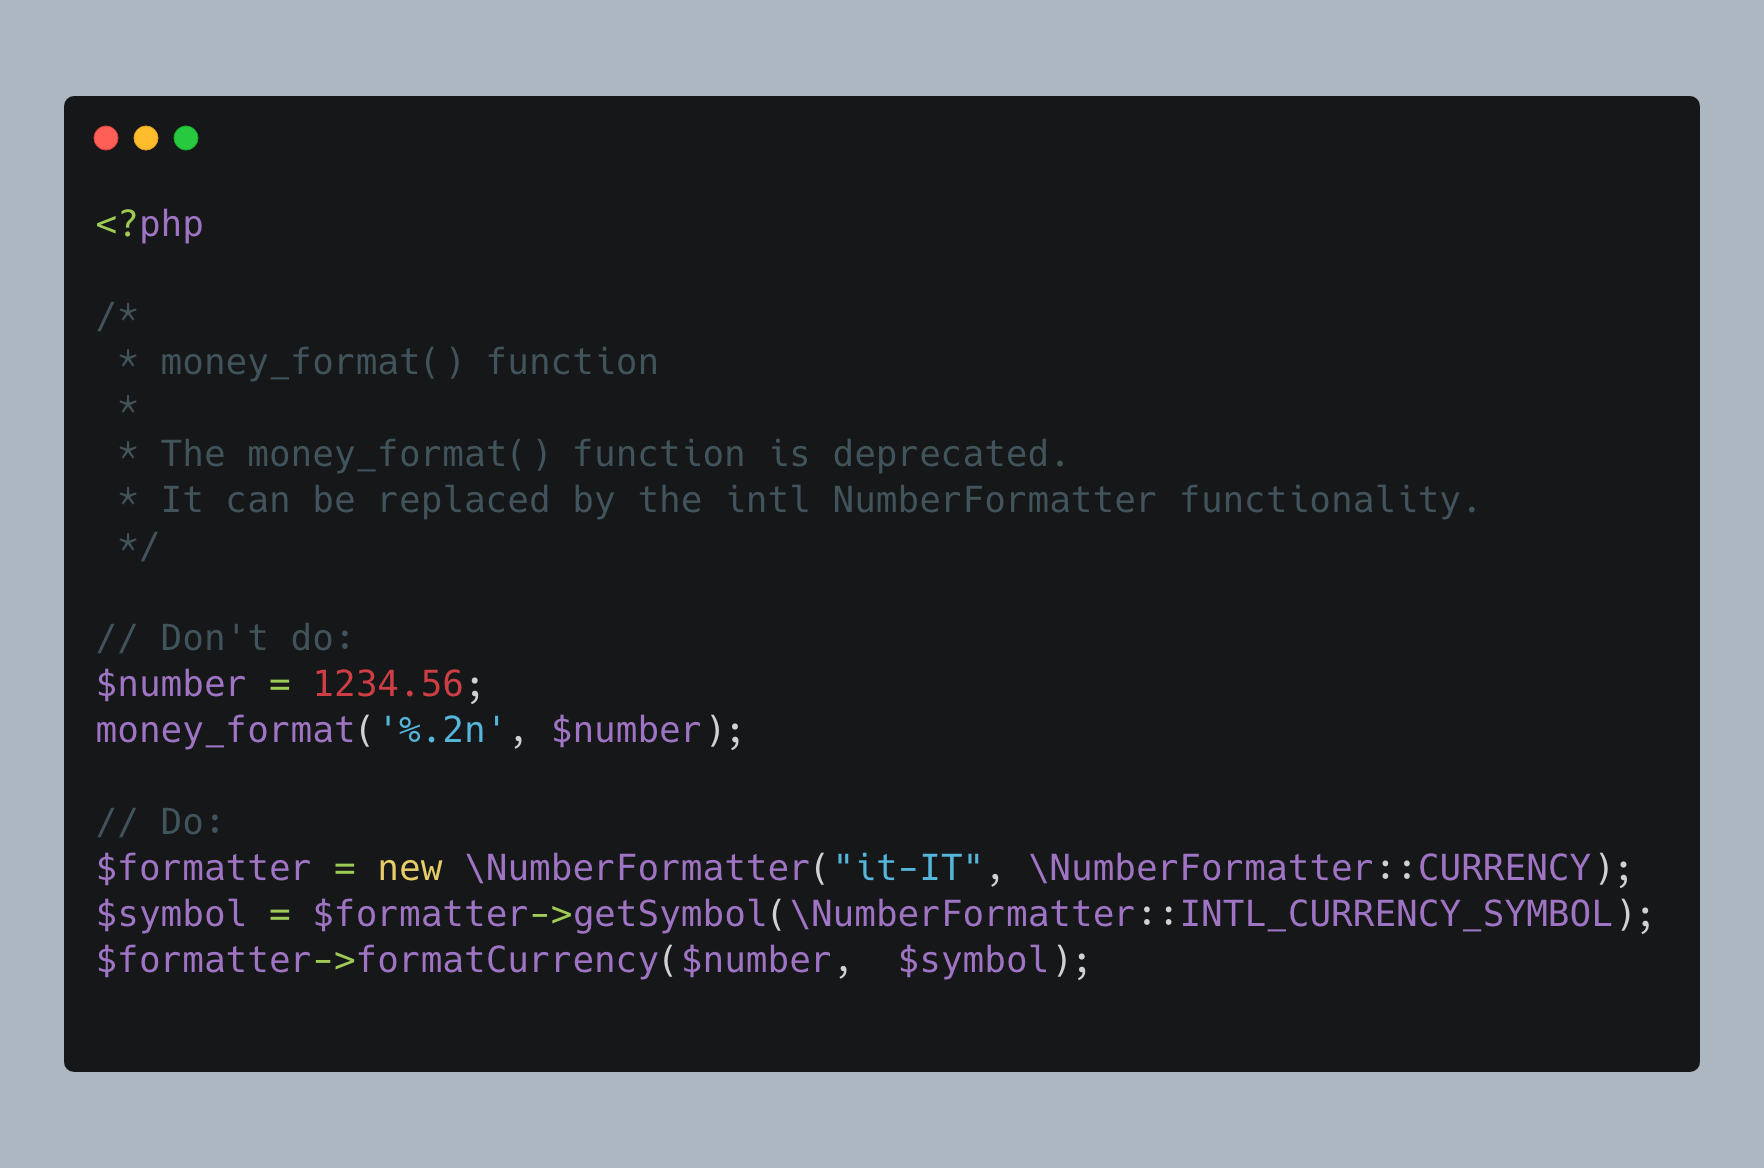 <?php
/*
 * money_format() function
 *
 * The money_format() function is deprecated.
 * It can be replaced by the intl NumberFormatter functionality.
 */
// Don't do:
$number = 1234.56;
money_format('%.2n', $number);
// Do:
$formatter = new \NumberFormatter("it-IT", \NumberFormatter::CURRENCY);
$symbol = $formatter->getSymbol(\NumberFormatter::INTL_CURRENCY_SYMBOL);
$formatter->formatCurrency($number,  $symbol);